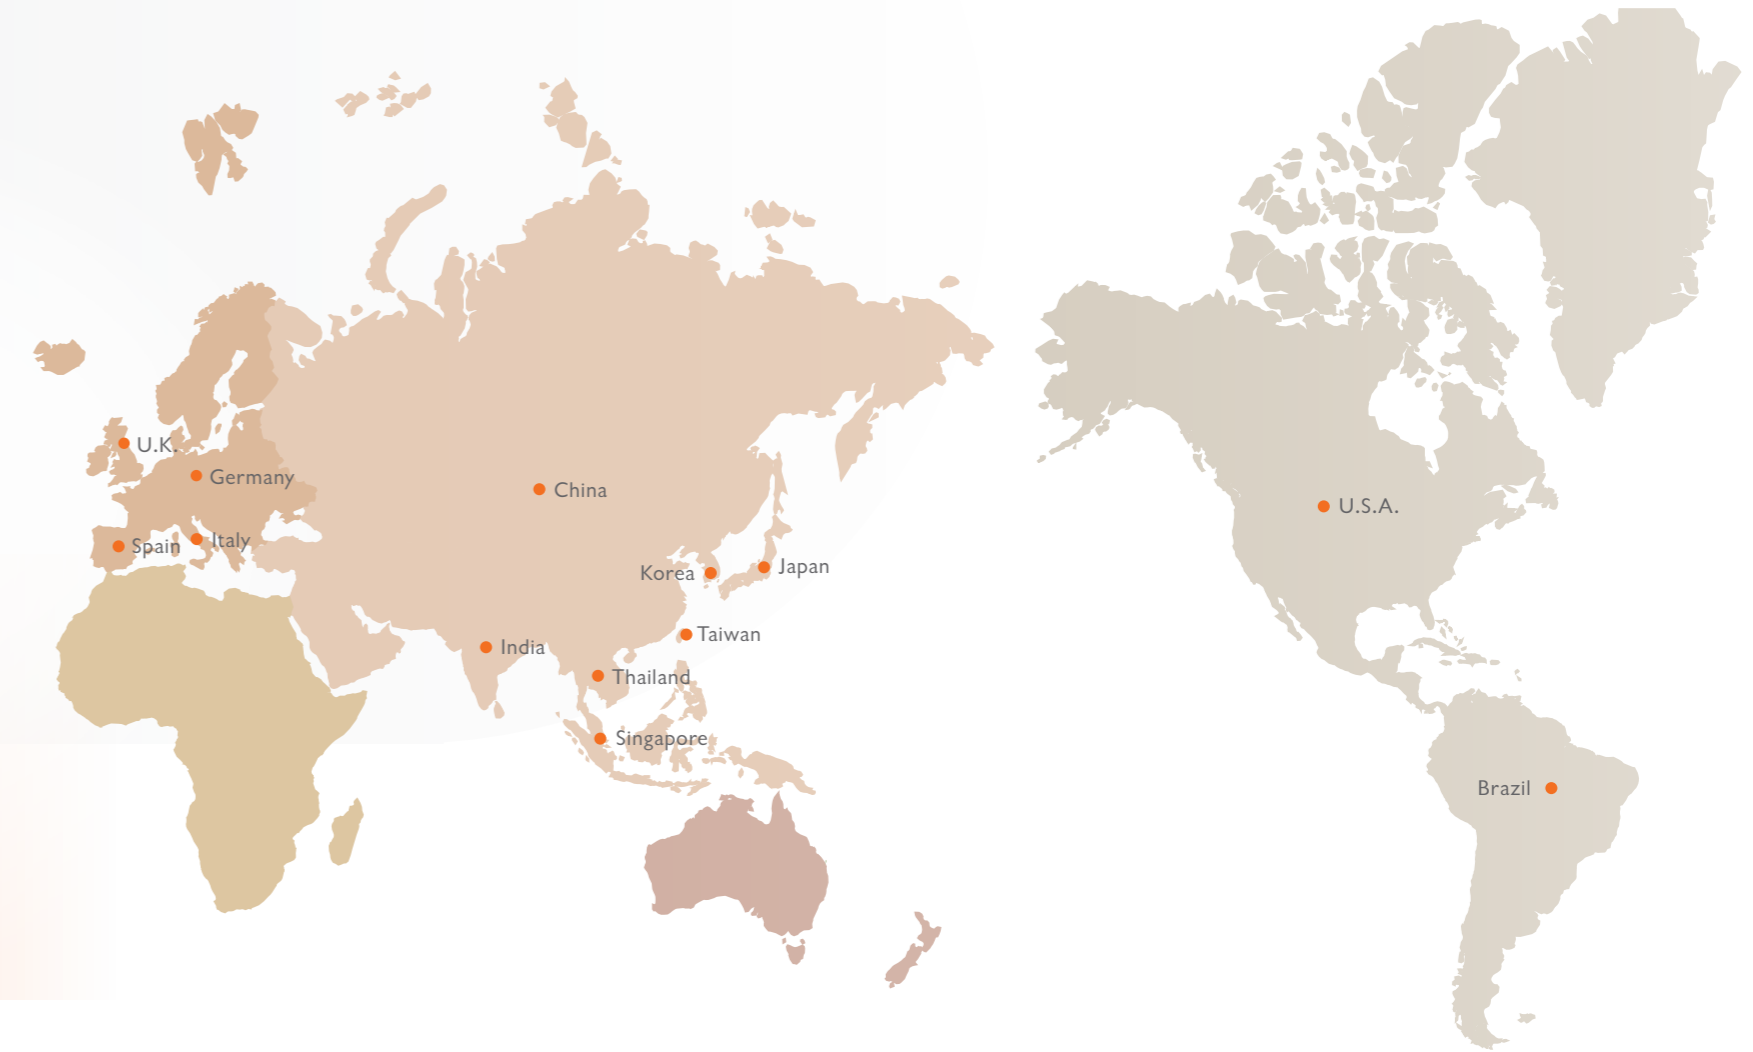 U.K.
Germany
China
U.S.A.
Spain
Italy
Korea
Japan
Taiwan
India
Thailand
Singapore
Brazil